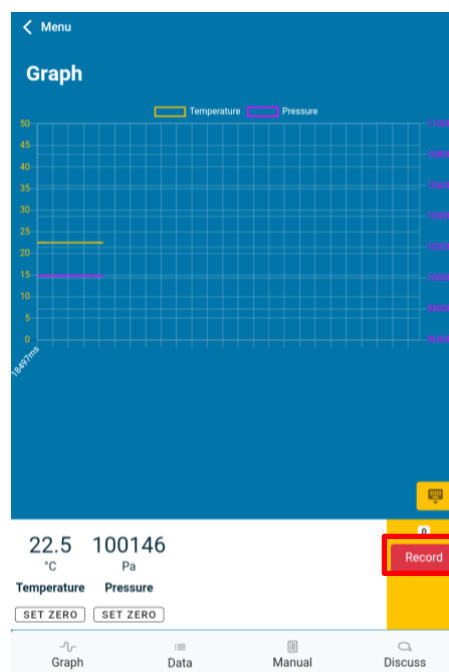 Menu
Graph
Temperature Pressure
50
45
40
35
30
25
20
15
10
5
0
18497ms
0
22.5 100146
°C Pa
Record
Temperature Pressure
SET ZERO SET ZERO
Graph Data Manual Discuss